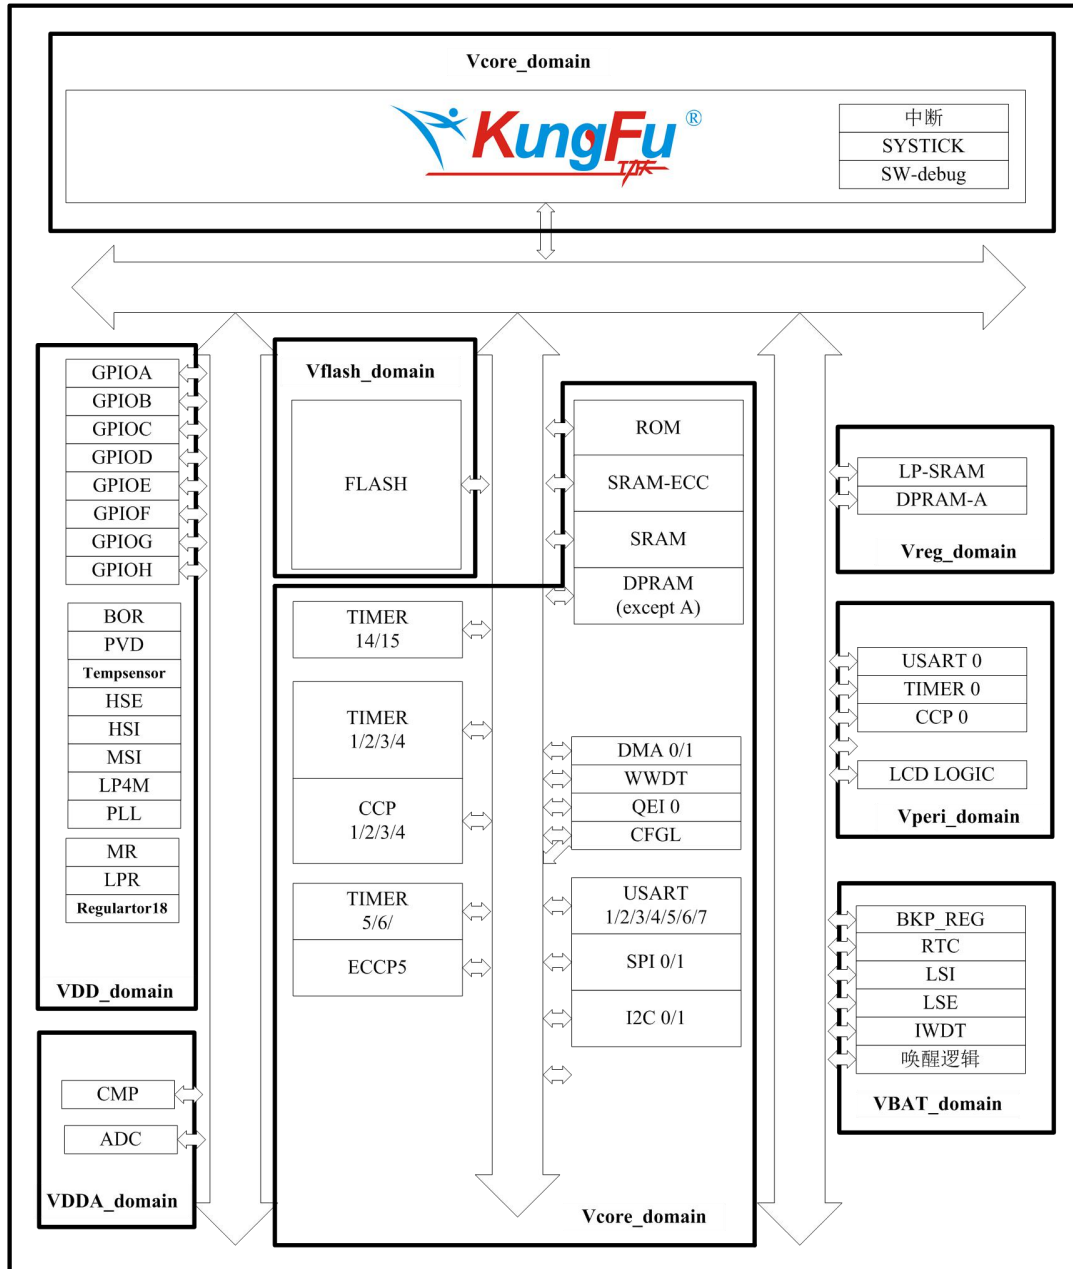 Vcore_domain
KungFu®
功夫
中断
SYSTICK
SW-debug
GPIOA
GPIOB
GPIOC
GPIOD
GPIOE
GPIOF
GPIOG
GPIOH
BOR
PVD
Tempsensor
HSE
HSI
MSI
LP4M
PLL
MR
LPR
Regulartor18
VDD_domain
CMP
ADC
VDDA_domain
Vflash_domain
FLASH
ROM
SRAM-ECC
SRAM
DPRAM
(except A)
TIMER
14/15
TIMER
1/2/3/4
CCP
1/2/3/4
TIMER
5/6/
ECCP5
DMA 0/1
WWDT
QEI 0
CFGL
USART
1/2/3/4/5/6/7
SPI 0/1
I2C 0/1
Vcore_domain
LP-SRAM
DPRAM-A
Vreg_domain
USART 0
TIMER 0
CCP 0
LCD LOGIC
Vperi_domain
BKP_REG
RTC
LSI
LSE
IWDT
唤醒逻辑
VBAT_domain